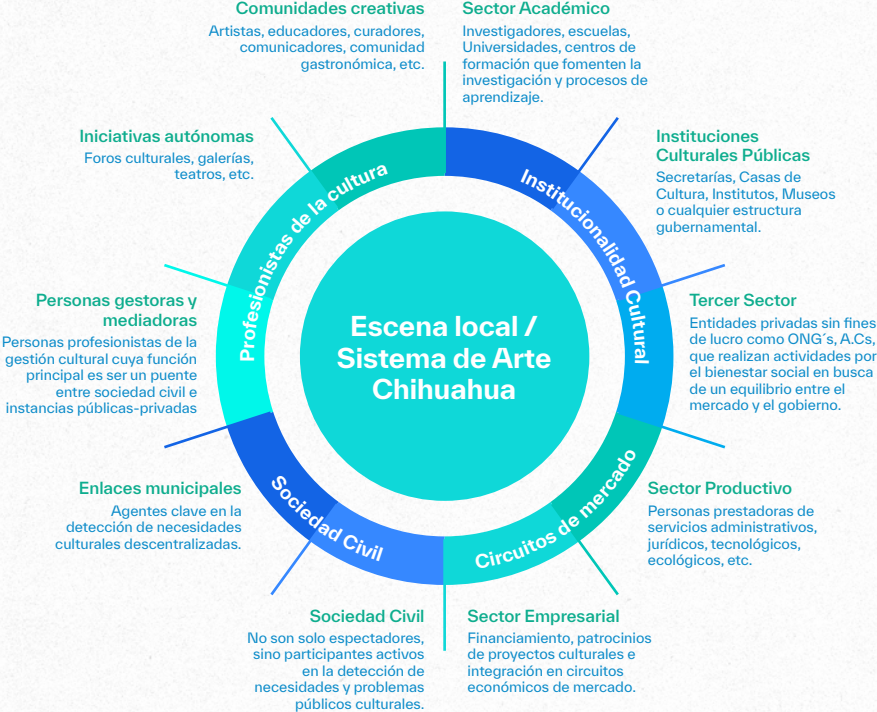 Comunidades creativas
Artistas, educadores, curadores,
comunicadores, comunidad
gastronómica, etc.
Sector Académico
Investigadores, escuelas,
Universidades, centros de
formación que fomenten la
investigación y procesos de
aprendizaje.
Iniciativas autónomas
Foros culturales, galerías,
teatros, etc.
Instituciones
Culturales Públicas
Secretarías, Casas de
Cultura, Institutos, Museos
o cualquier estructura
gubernamental.
Profesionistas de la cultura
Institucionalidad Cultural
Personas gestoras y
mediadoras
Personas profesionistas de la
gestión cultural cuya función
principal es ser un puente
entre sociedad civil e
instancias públicas-privadas
Escena local /
Sistema de Arte
Chihuahua
Tercer Sector
Entidades privadas sin fines
de lucro como ONG´s, A.Cs,
que realizan actividades por
el bienestar social en busca
de un equilibrio entre el
mercado y el gobierno.
Sociedad Civil
Circuitos de mercado
Enlaces municipales
Agentes clave en la
detección de necesidades
culturales descentralizadas.
Sector Productivo
Personas prestadoras de
servicios administrativos,
jurídicos, tecnológicos,
ecológicos, etc.
Sociedad Civil
No son solo espectadores,
sino participantes activos
en la detección de
necesidades y problemas
públicos culturales.
Sector Empresarial
Financiamiento, patrocinios
de proyectos culturales e
integración en circuitos
económicos de mercado.